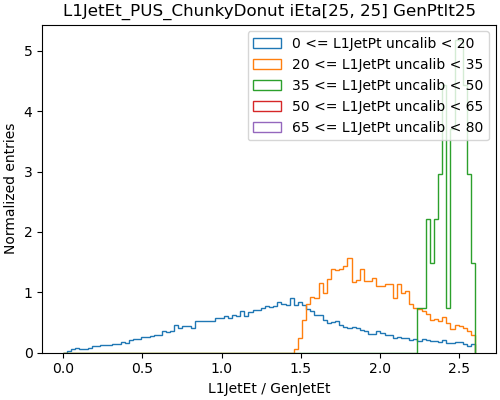 L1JetEt_PUS_ChunkyDonut iEta[25, 25] GenPtlt25
0 <= L1JetPt uncalib < 20
20 <= L1JetPt uncalib < 35
35 <= L1JetPt uncalib < 50
50 <= L1JetPt uncalib < 65
65 <= L1JetPt uncalib < 80
Normalized entries
5
4
3
2
1
0
0.0 0.5 1.0 1.5 2.0 2.5
L1JetEt / GenJetEt